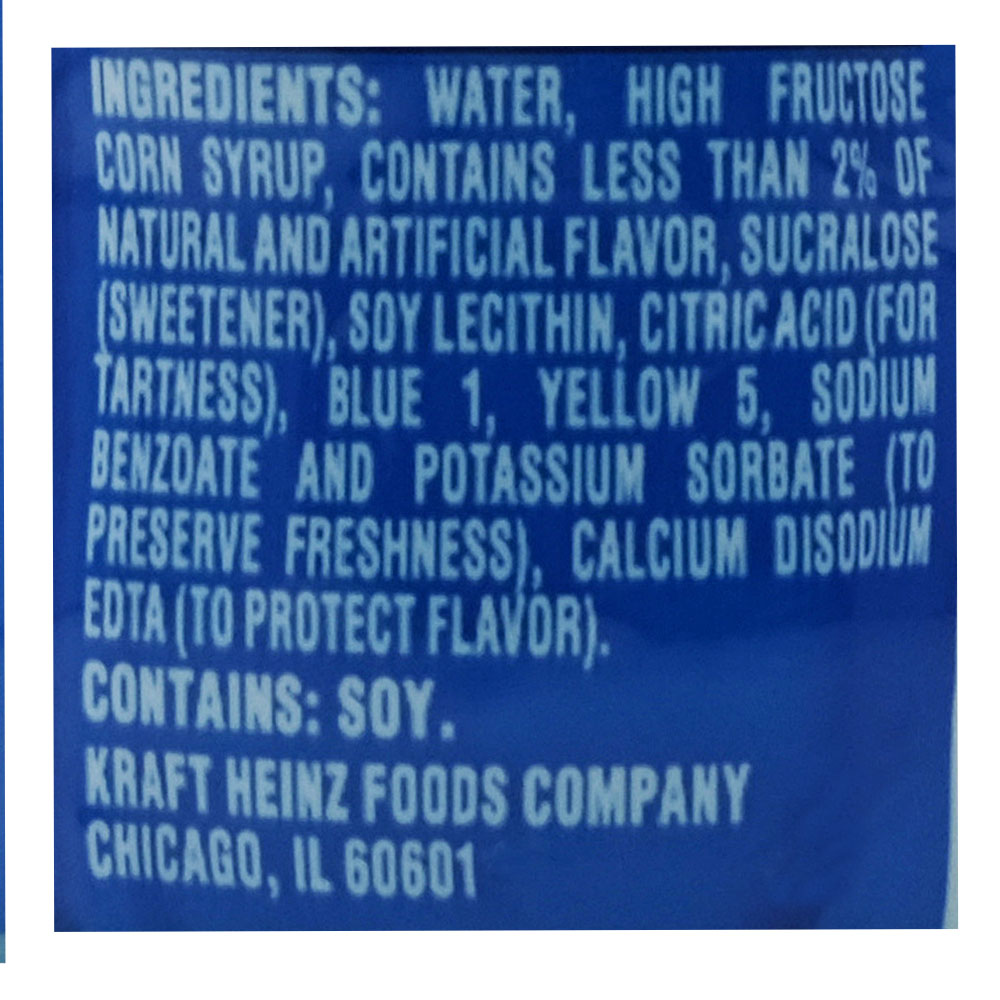 INGREDIENTS: WATER, HIGH FRUCTOSE
CORN SYRUP, CONTAINS LESS THAN 2% OF
NATURAL AND ARTIFICIAL FLAVOR, SUCRALOSE
(SWEETENER), SOY LECITHIN, CITRIC ACID (FOR
TARTNESS), BLUE 1, YELLOW 5, SODIUM
BENZOATE AND POTASSIUM SORBATE (TO
PRESERVE FRESHNESS), CALCIUM DISODIUM
EDTA (TO PROTECT FLAVOR).
CONTAINS: SOY.
KRAFT HEINZ FOODS COMPANY
CHICAGO, IL 60601